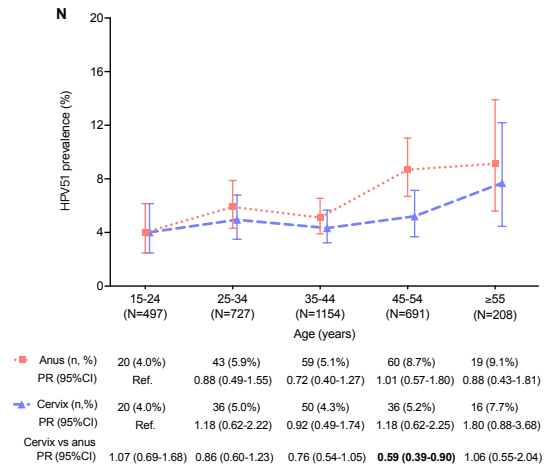 N
20
16
12
8
4
0
HPV51 prevalence (%)
15-24 25-34 35-44 45-54 ≥55
(N=497) (N=727) (N=1154) (N=691) (N=208)
Age (years)
Anus (n, %) 20 (4.0%) 43 (5.9%) 59 (5.1%) 60 (8.7%) 19 (9.1%)
PR (95%CI) Ref. 0.88 (0.49-1.55) 0.72 (0.40-1.27) 1.01 (0.57-1.80) 0.88 (0.43-1.81)
Cervix (n,%) 20 (4.0%) 36 (5.0%) 50 (4.3%) 36 (5.2%) 16 (7.7%)
PR (95%CI) Ref. 1.18 (0.62-2.22) 0.92 (0.49-1.74) 1.18 (0.62-2.25) 1.80 (0.88-3.68)
Cervix vs anus
PR (95%CI) 1.07 (0.69-1.68) 0.86 (0.60-1.23) 0.76 (0.54-1.05) 0.59 (0.39-0.90) 1.06 (0.55-2.04)